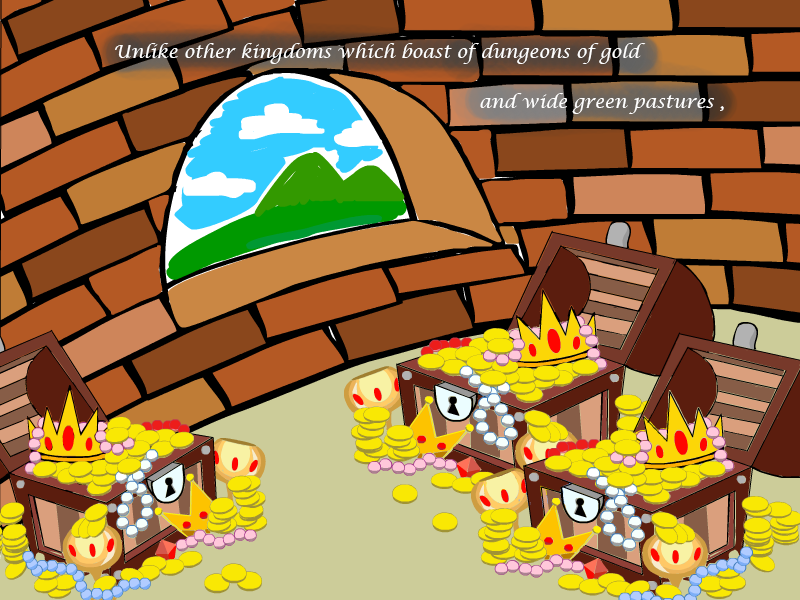 Unlike other kingdoms which boast of dungeons of gold
and wide green pastures ,